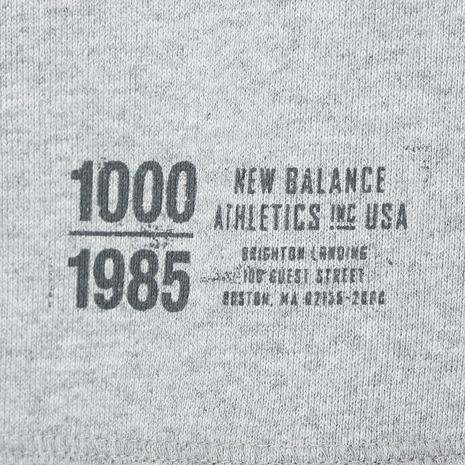 1000
1985
NEW BALANCE
ATHLETICS INC USA
BRIGHTON LANDING
100 GUEST STREET
BOSTON, MA